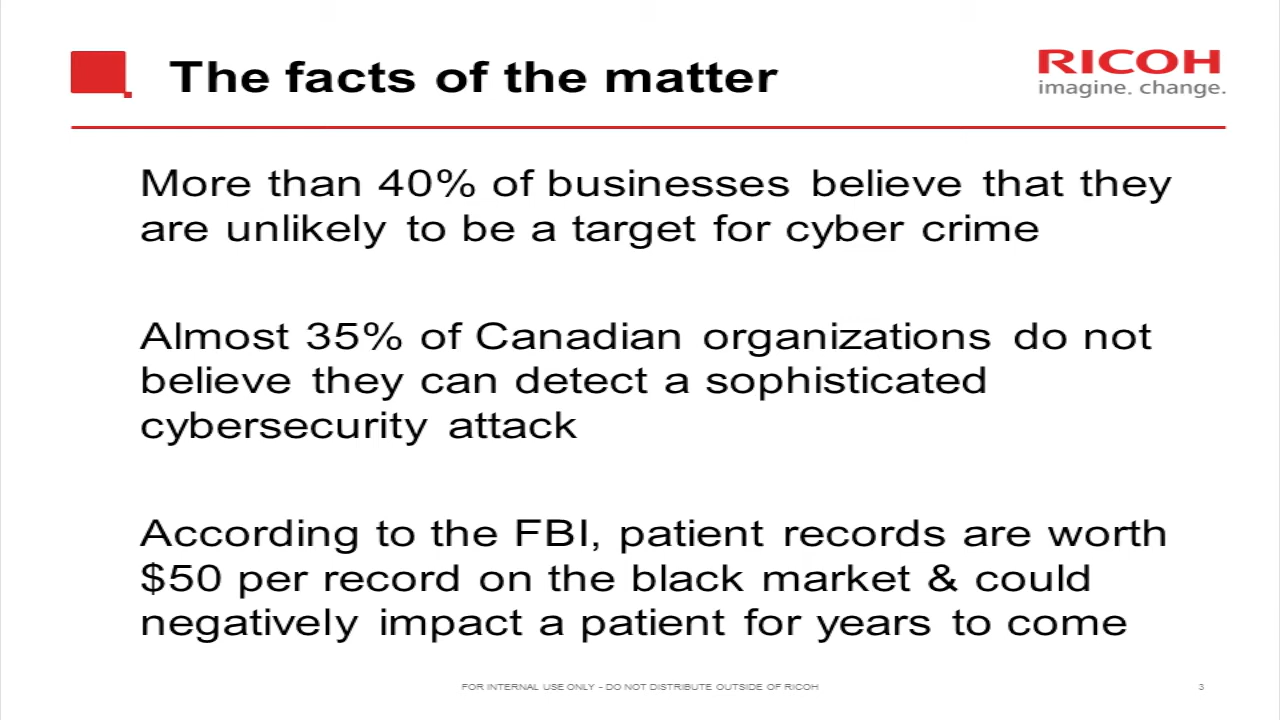 The facts of the matter
RICOH
imagine. change.
More than 40% of businesses believe that they
are unlikely to be a target for cyber crime
Almost 35% of Canadian organizations do not
believe they can detect a sophisticated
cybersecurity attack
According to the FBI, patient records are worth
$50 per record on the black market & could
negatively impact a patient for years to come
FOR INTERNAL USE ONLY - DO NOT DISTRIBUTE OUTSIDE OF RICOH
3